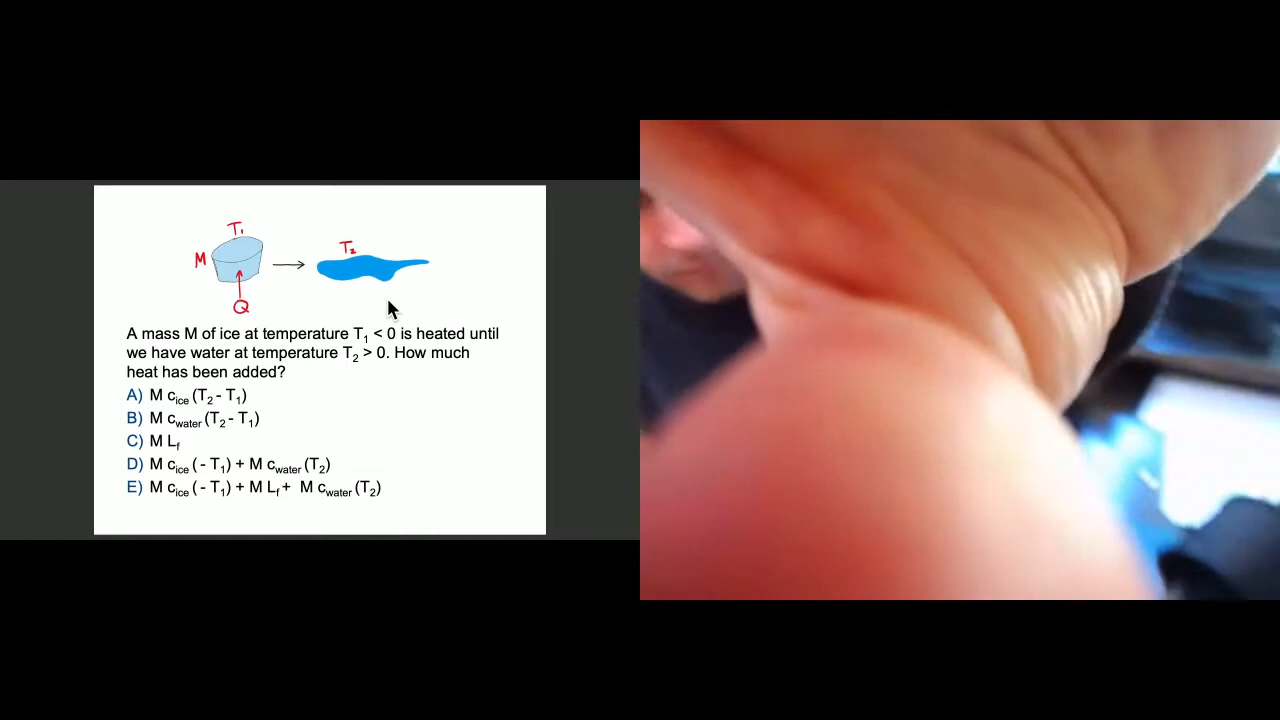 T₁
M
T₂
Q
A mass M of ice at temperature T₁ < 0 is heated until
we have water at temperature T₂ > 0. How much
heat has been added?
A) M c_ice (T₂ - T₁)
B) M c_water (T₂ - T₁)
C) M L_f
D) M c_ice ( - T₁) + M c_water (T₂)
E) M c_ice ( - T₁) + M L_f + M c_water (T₂)